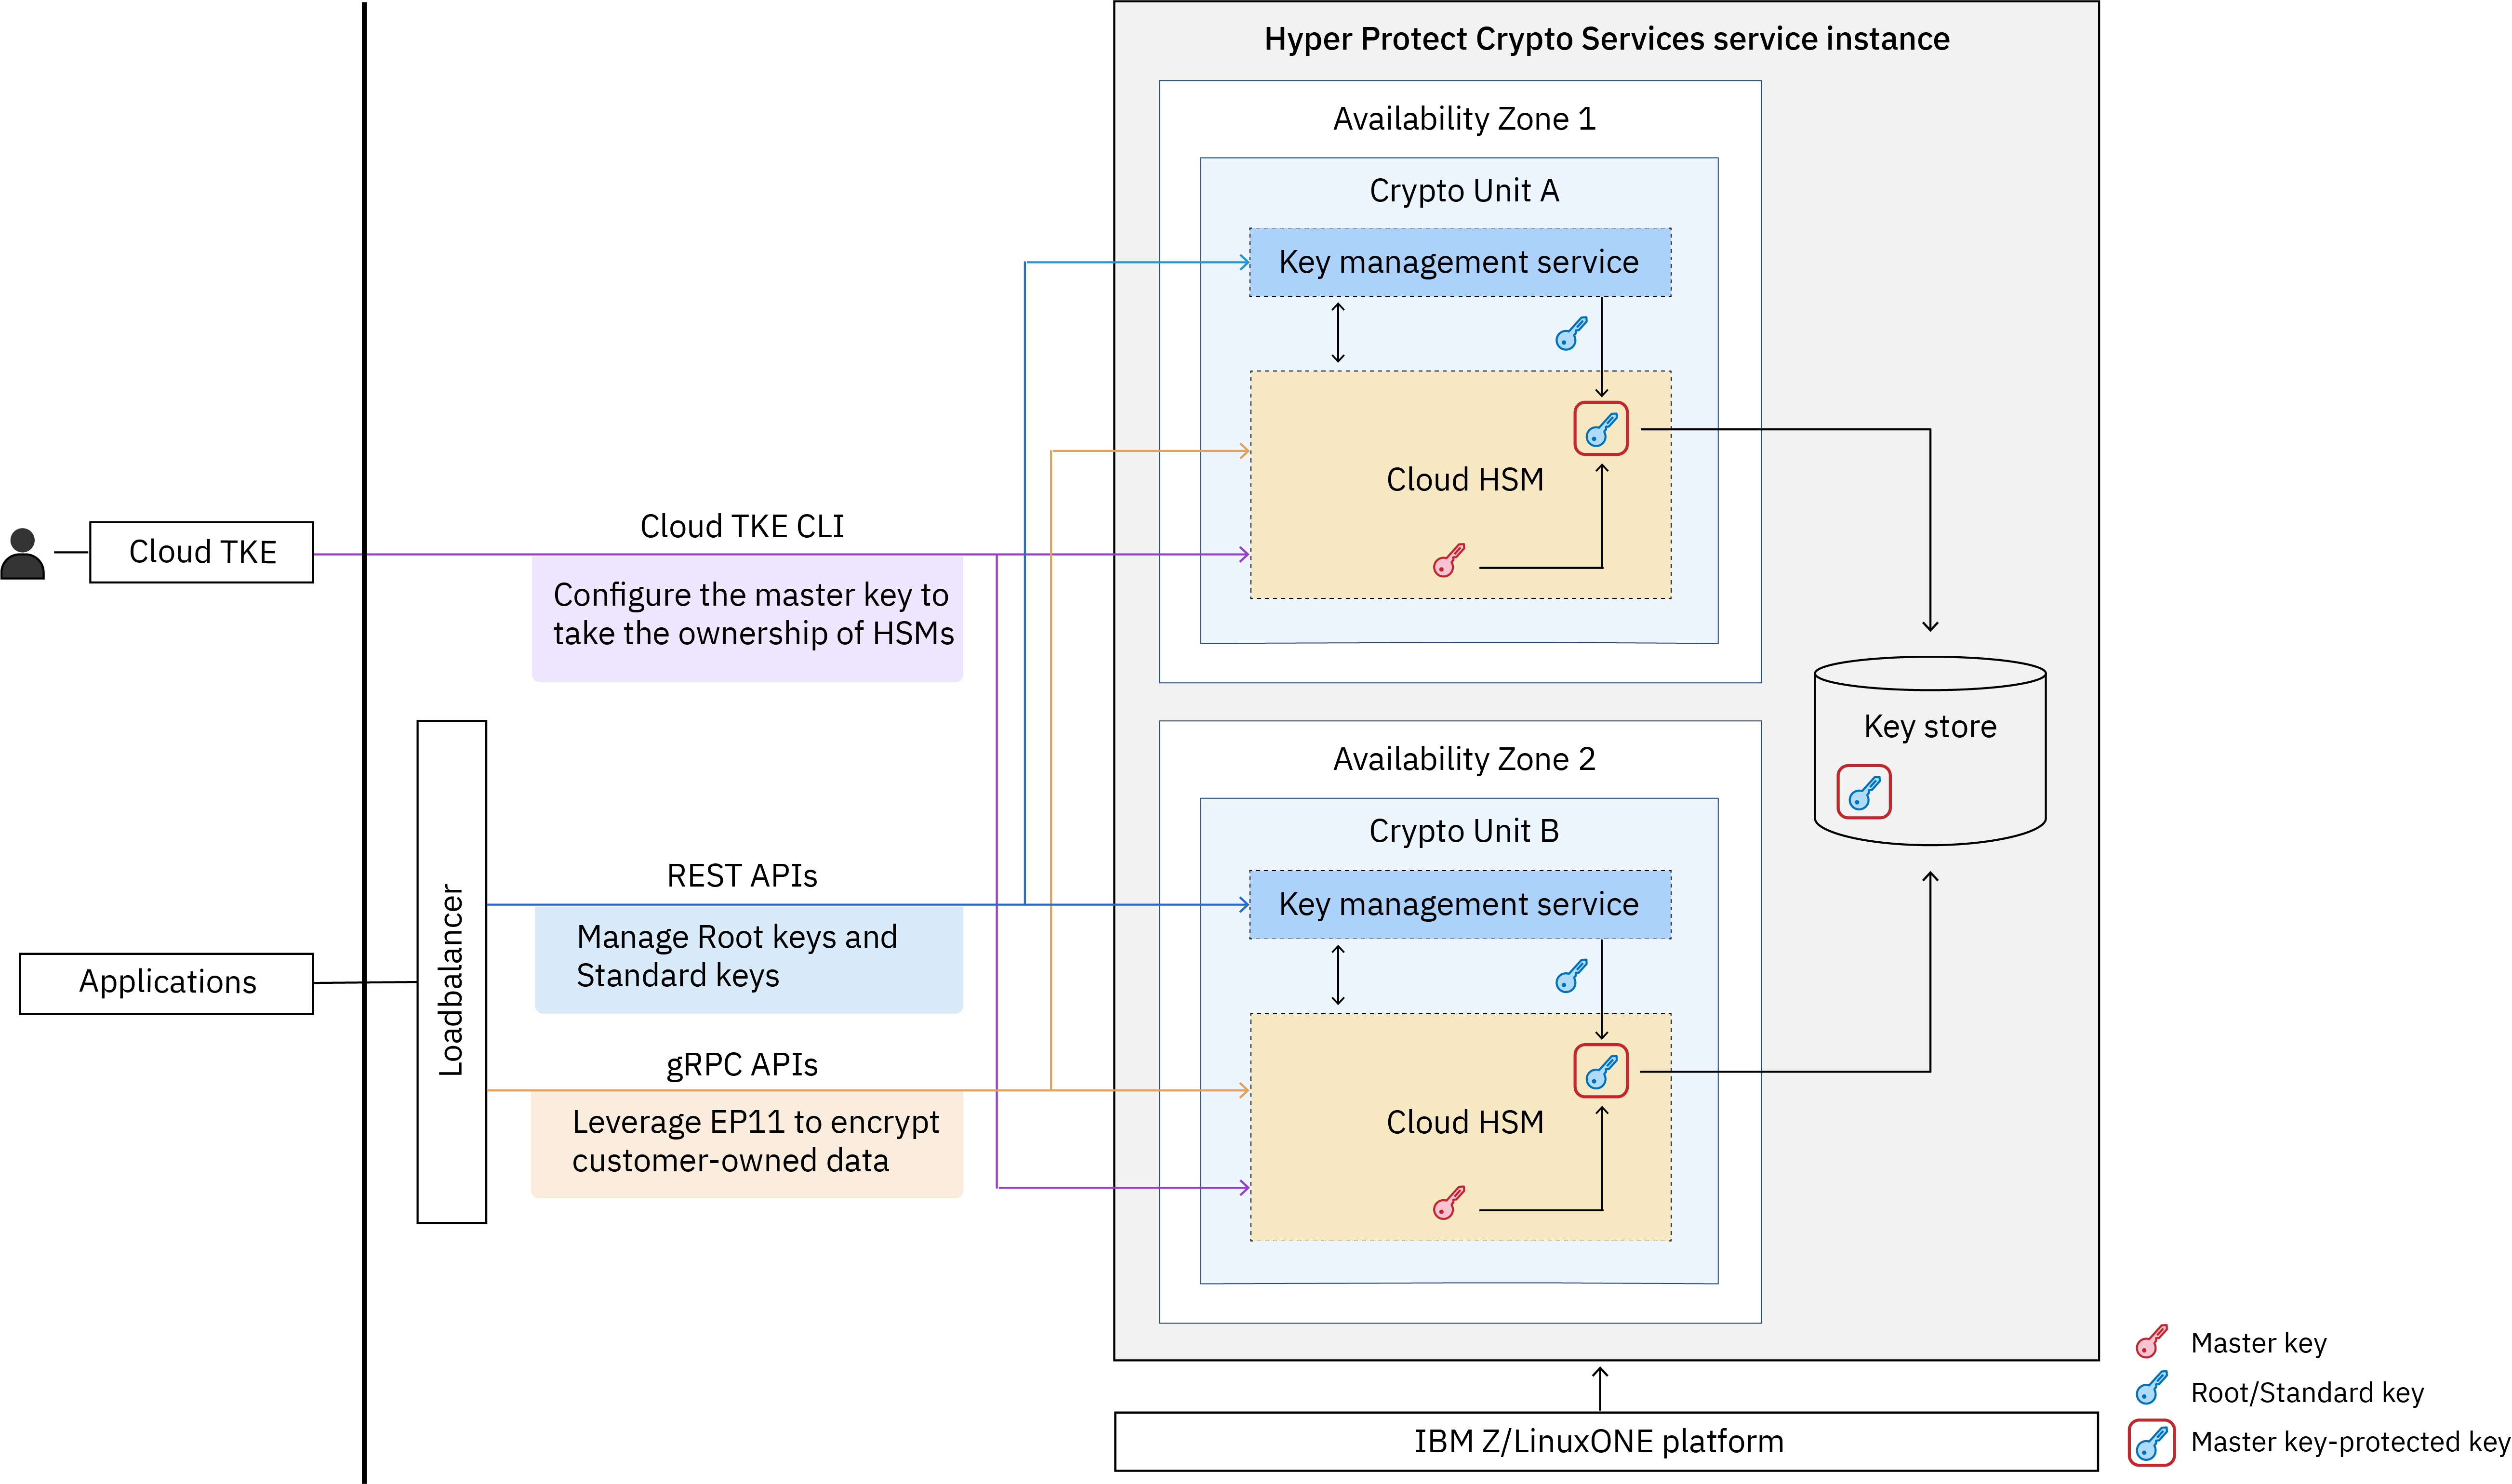 Hyper Protect Crypto Services service instance
Availability Zone 1
Crypto Unit A
Key management service
Cloud HSM
Cloud TKE
Cloud TKE CLI
Configure the master key to
take the ownership of HSMs
Key store
Availability Zone 2
Crypto Unit B
Key management service
Cloud HSM
Applications
Loadbalancer
REST APIs
Manage Root keys and
Standard keys
gRPC APIs
Leverage EP11 to encrypt
customer-owned data
IBM Z/LinuxONE platform
Master key
Root/Standard key
Master key-protected key